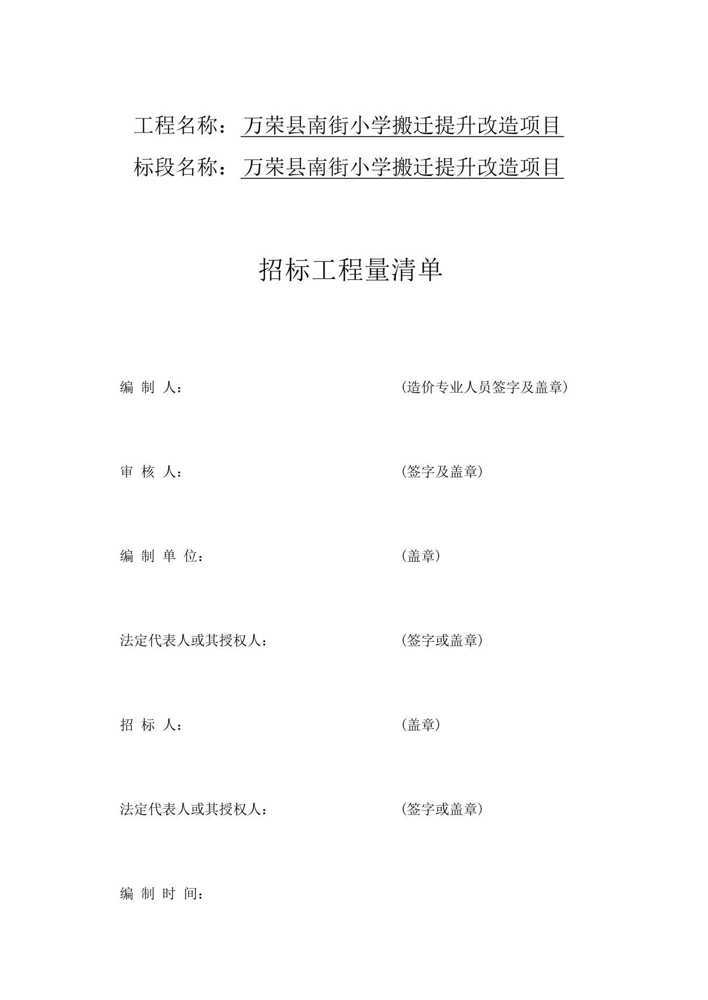 工程名称：万荣县南街小学搬迁提升改造项目
标段名称：万荣县南街小学搬迁提升改造项目
招标工程量清单
编 制 人： (造价专业人员签字及盖章)
审 核 人： (签字及盖章)
编 制 单 位： (盖章)
法定代表人或其授权人： (签字或盖章)
招 标 人： (盖章)
法定代表人或其授权人： (签字或盖章)
编 制 时 间：